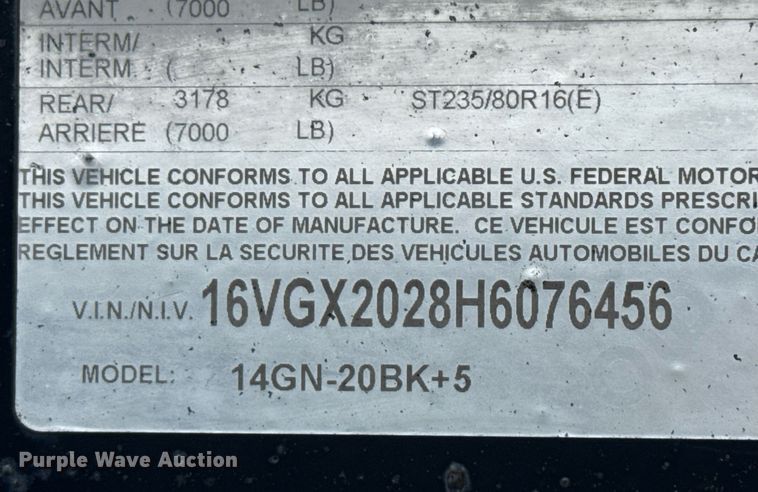 AVANT (7000 LB)
INTERM/ KG
INTERM. ( LB)
REAR/ 3178 KG ST235/80R16(E)
ARRIERE (7000 LB)
THIS VEHICLE CONFORMS TO ALL APPLICABLE U.S. FEDERAL MOTOR
THIS VEHICLE CONFORMS TO ALL APPLICABLE STANDARDS PRESCRI
EFFECT ON THE DATE OF MANUFACTURE. CE VEHICULE EST CONFO
REGLEMENT SUR LA SECURITE DES VEHICULES AUTOMOBILES DU CA
V.I.N./N.I.V. 16VGX2028H6076456
MODEL: 14GN-20BK+5
Purple Wave Auction